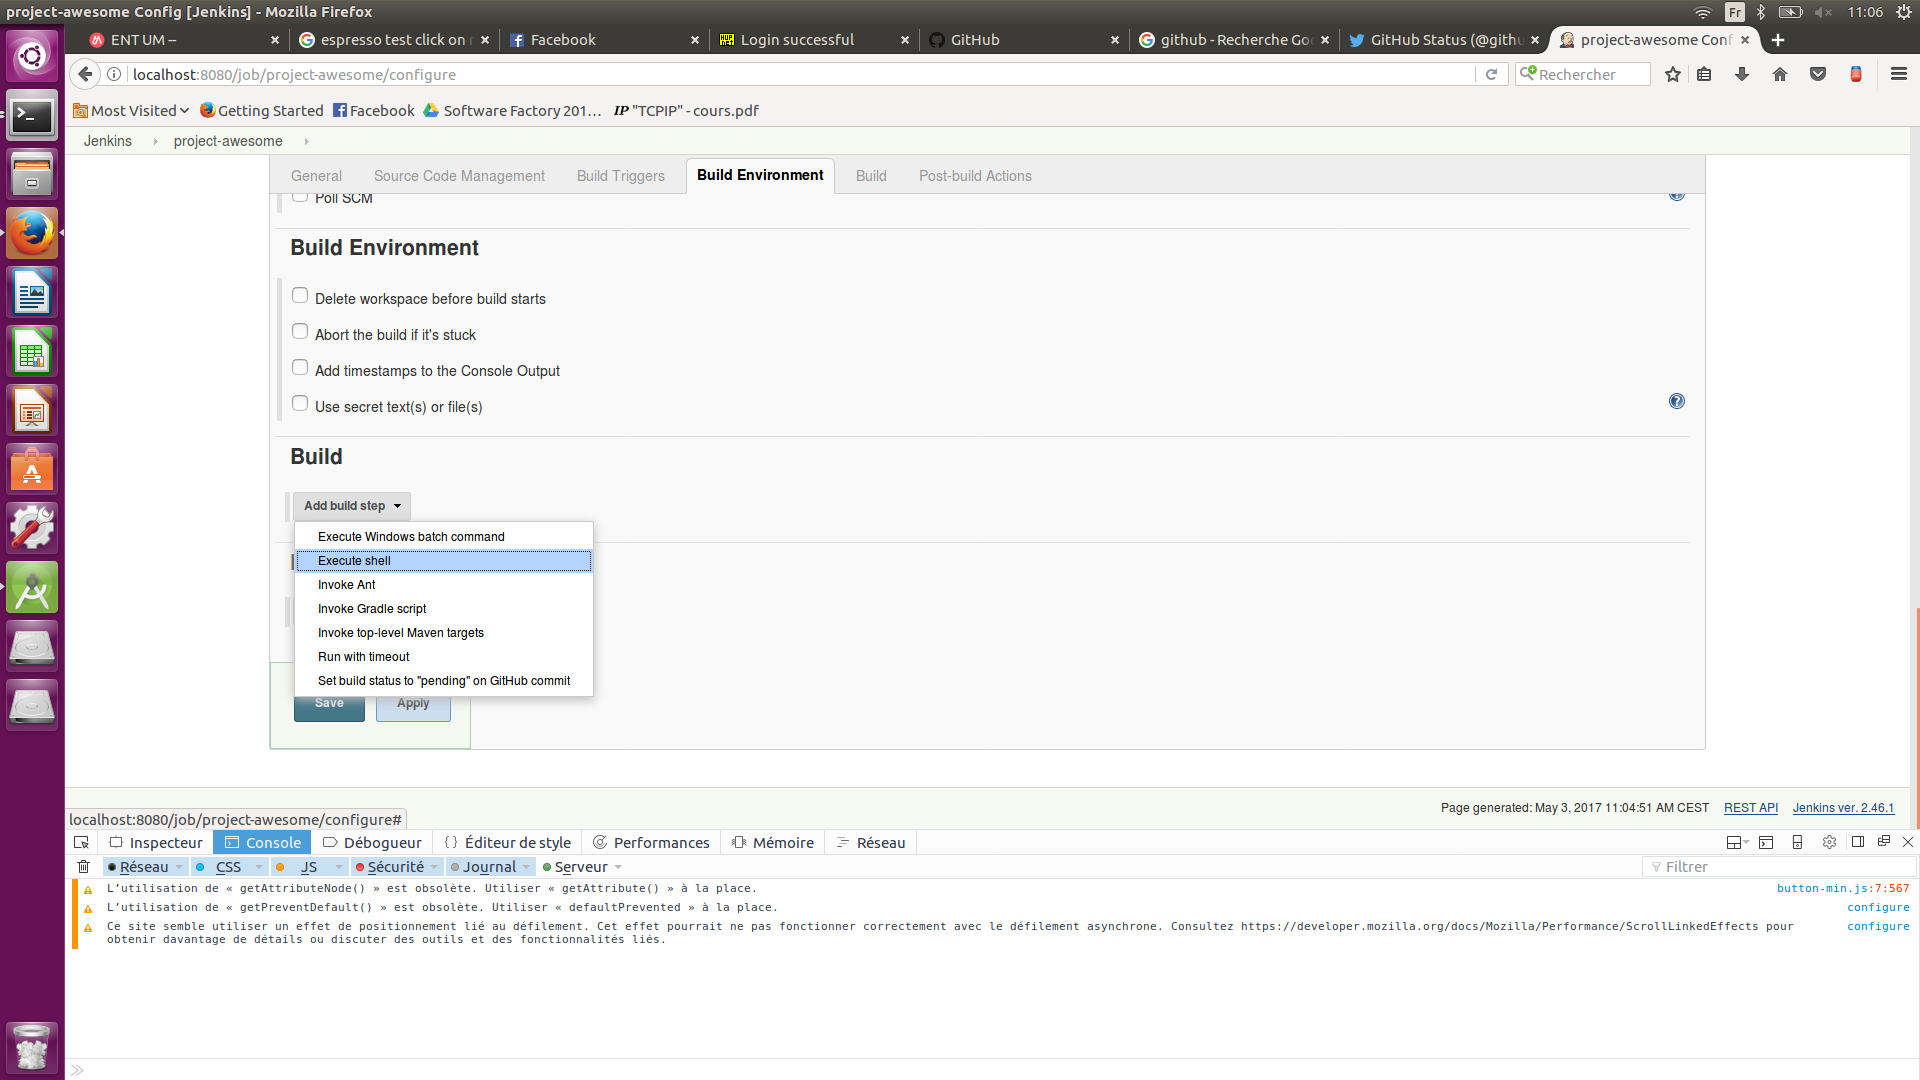 project-awesome Config [Jenkins] - Mozilla Firefox
Fr
11:06
ENT UM –
espresso test click on
Facebook
Login successful
GitHub
github - Recherche Go
GitHub Status (@githu
project-awesome Conf
localhost:8080/job/project-awesome/configure
Rechercher
Most Visited
Getting Started
Facebook
Software Factory 201...
IP "TCPIP" - cours.pdf
Jenkins
project-awesome
General
Source Code Management
Build Triggers
Build Environment
Build
Post-build Actions
Poll SCM
Build Environment
Delete workspace before build starts
Abort the build if it's stuck
Add timestamps to the Console Output
Use secret text(s) or file(s)
Build
Add build step
Execute Windows batch command
Execute shell
Invoke Ant
Invoke Gradle script
Invoke top-level Maven targets
Run with timeout
Set build status to "pending" on GitHub commit
Save
Apply
Page generated: May 3, 2017 11:04:51 AM CEST
REST API
Jenkins ver. 2.46.1
localhost:8080/job/project-awesome/configure#
Inspecteur
Console
Débogueur
Éditeur de style
Performances
Mémoire
Réseau
Réseau
CSS
JS
Sécurité
Journal
Serveur
Filtrer
L’utilisation de « getAttributeNode() » est obsolète. Utiliser « getAttribute() » à la place.
button-min.js:7:567
L’utilisation de « getPreventDefault() » est obsolète. Utiliser « defaultPrevented » à la place.
configure
Ce site semble utiliser un effet de positionnement lié au défilement. Cet effet pourrait ne pas fonctionner correctement avec le défilement asynchrone. Consultez https://developer.mozilla.org/docs/Mozilla/Performance/ScrollLinkedEffects pour
configure
obtenir davantage de détails ou discuter des outils et des fonctionnalités liés.